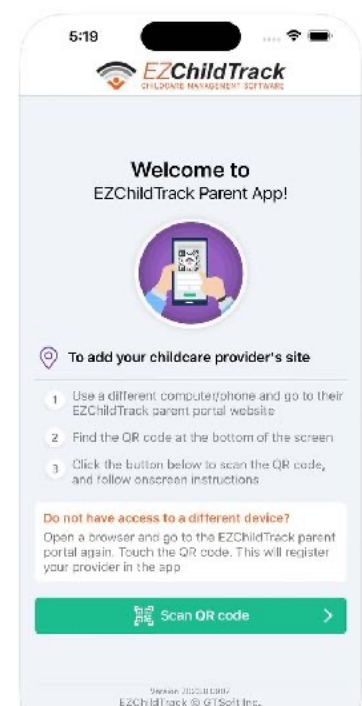 5:19
EZChildTrack
CHILDCARE MANAGEMENT SOFTWARE
Welcome to
EZChildTrack Parent App!
To add your childcare provider's site
1 Use a different computer/phone and go to their
EZChildTrack parent portal website
2 Find the QR code at the bottom of the screen
3 Click the button below to scan the QR code,
and follow onscreen instructions
Do not have access to a different device?
Open a browser and go to the EZChildTrack parent
portal again. Touch the QR code. This will register
your provider in the app
Scan QR code
Version
EZChildTrack @ GTSoft Inc.